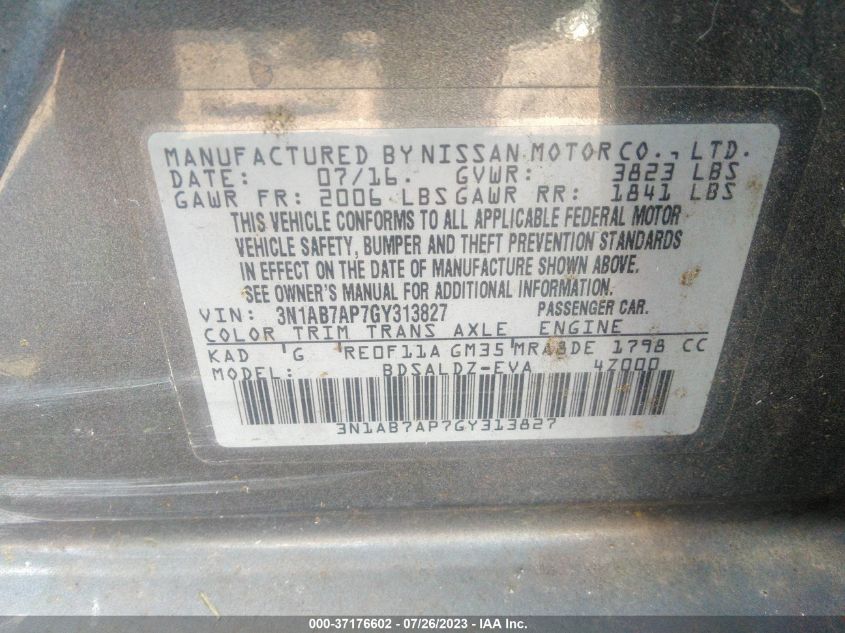 MANUFACTURED BY NISSAN MOTOR CO., LTD.
DATE: 07/16. GVWR: 3823 LBS
GAWR FR: 2006 LBS GAWR RR: 1841 LBS
THIS VEHICLE CONFORMS TO ALL APPLICABLE FEDERAL MOTOR
VEHICLE SAFETY, BUMPER AND THEFT PREVENTION STANDARDS
IN EFFECT ON THE DATE OF MANUFACTURE SHOWN ABOVE.
SEE OWNER'S MANUAL FOR ADDITIONAL INFORMATION.
VIN: 3N1AB7AP7GY313827 PASSENGER CAR.
COLOR TRIM TRANS AXLE ENGINE
KAD G RE0F11A GM35 MRA8DE 1798 CC
MODEL: BDSALDZ-EVA 4Z000
3N1AB7AP7GY313827
000-37176602 - 07/26/2023 - IAAI.COM